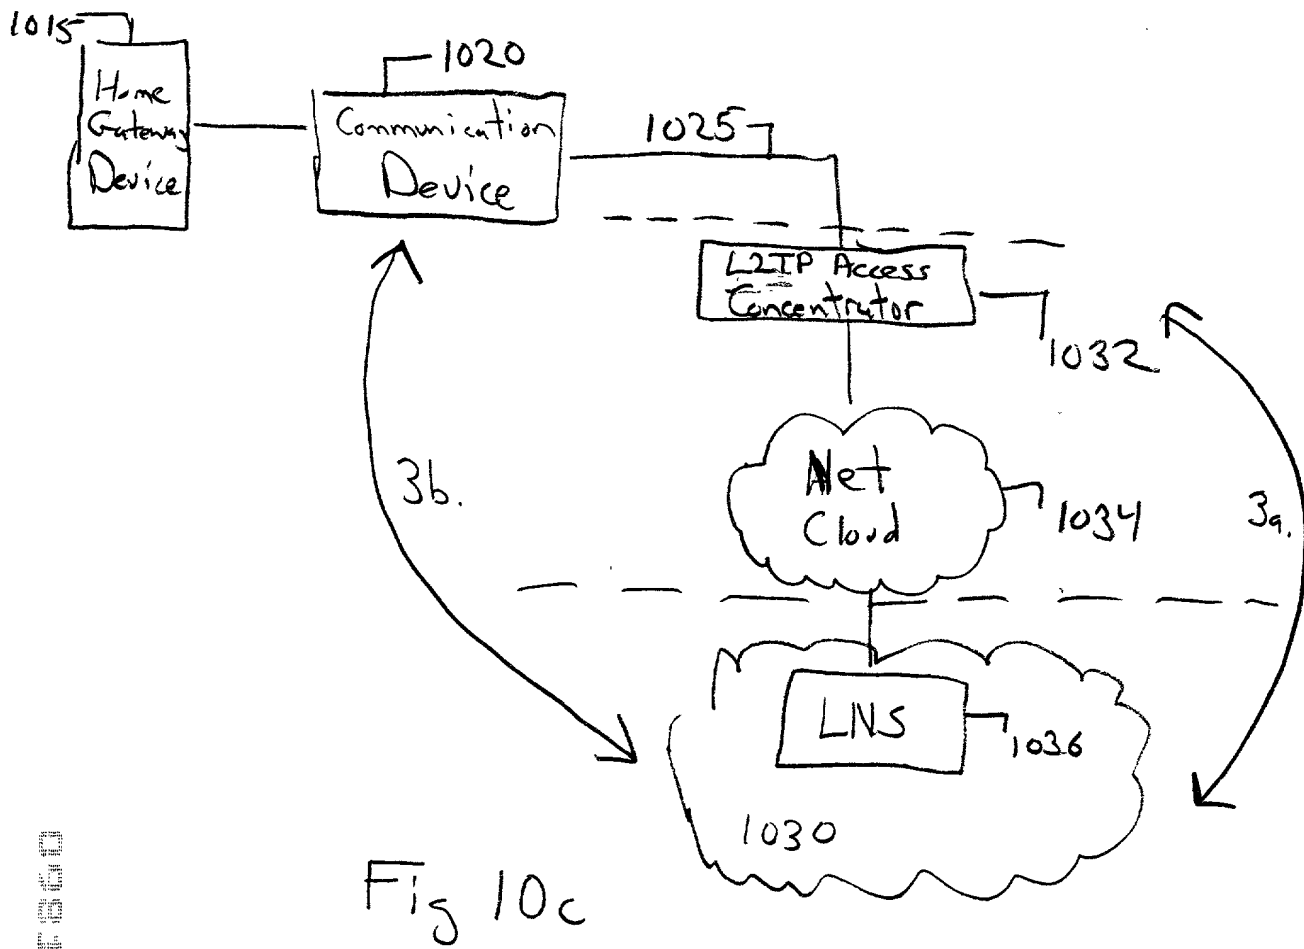 1015
Home
Gateway
Device
1020
Communication
Device
1025
L2TP Access
Concentrator
1032
Net
Cloud
1034
3b.
3a.
LNS
1036
1030
Fig 10c